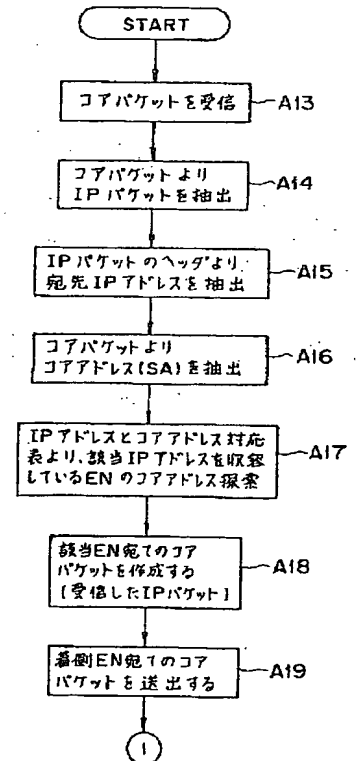 START
コアパケットを受信
A13
コアパケットより
IPパケットを抽出
A14
IPパケットのヘッダより
宛先IPアドレスを抽出
A15
コアパケットより
コアアドレス(SA)を抽出
A16
IPアドレスとコアアドレス対応
表より、該当IPアドレスを収容
しているENのコアアドレス探索
A17
該当EN宛てのコア
パケットを作成する
(受信したIPパケット)
A18
着側EN宛てのコア
パケットを送出する
A19
1